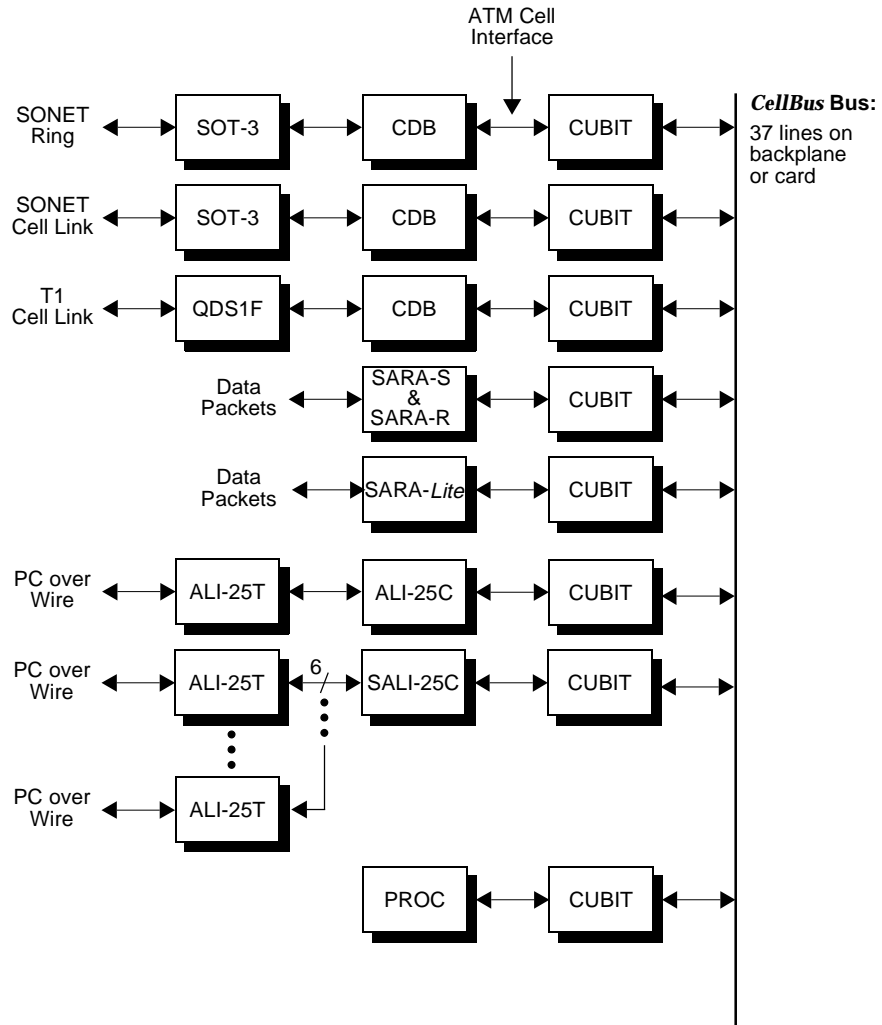 ATM Cell
Interface
CellBus Bus:
37 lines on
backplane
or card
SONET
Ring
SOT-3
CDB
CUBIT
SONET
Cell Link
SOT-3
CDB
CUBIT
T1
Cell Link
QDS1F
CDB
CUBIT
Data
Packets
SARA-S
&
SARA-R
CUBIT
Data
Packets
SARA-Lite
CUBIT
PC over
Wire
ALI-25T
ALI-25C
CUBIT
PC over
Wire
ALI-25T
6
SALI-25C
CUBIT
PC over
Wire
ALI-25T
PROC
CUBIT